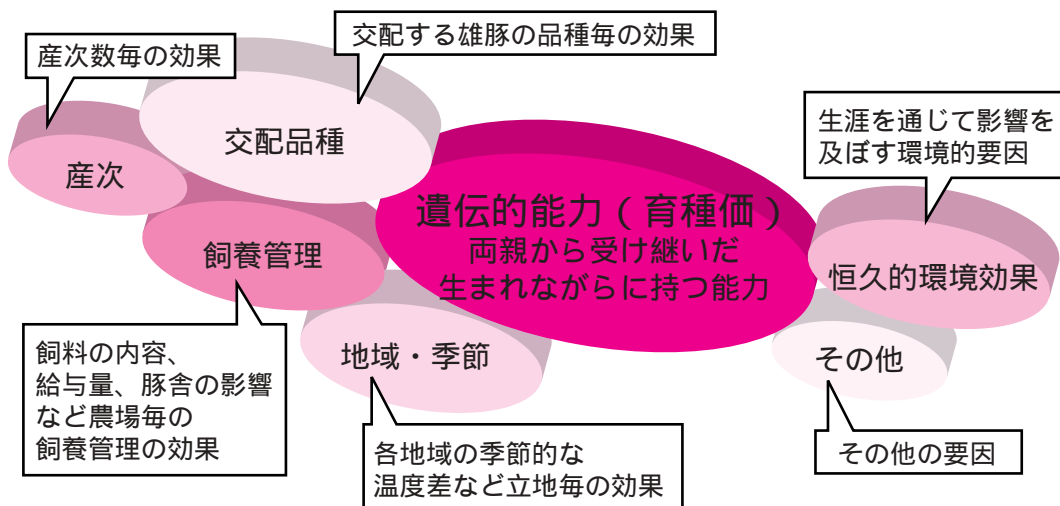 産次数毎の効果
交配する雄豚の品種毎の効果
産次
交配品種
生涯を通じて影響を
及ぼす環境的要因
遺伝的能力（育種価）
両親から受け継いだ
生まれながらに持つ能力
飼養管理
恒久的環境効果
地域・季節
その他
飼料の内容、
給与量、豚舎の影響
など農場毎の
飼養管理の効果
各地域の季節的な
温度差など立地毎の効果
その他の要因